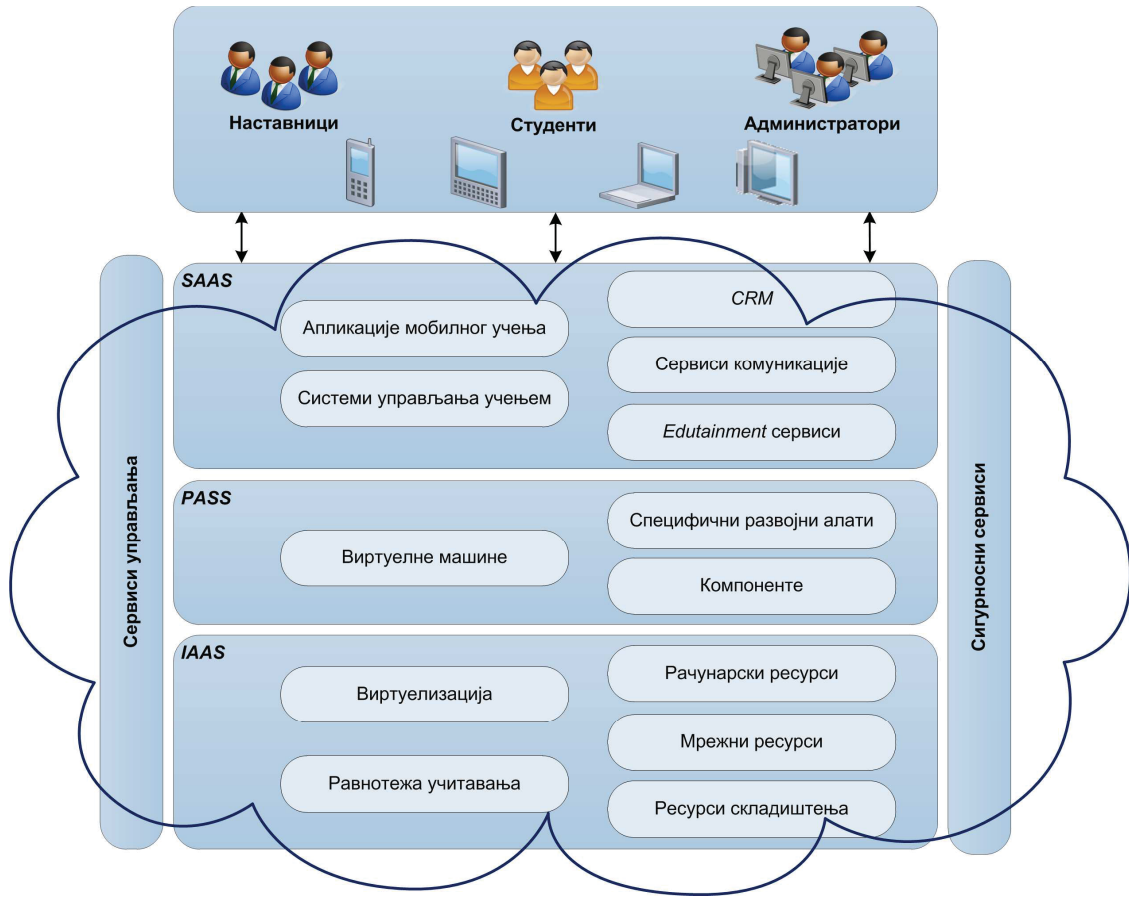 Наставници
Студенти
Администратори
Сервиси управљања
SAAS
Апликације мобилног учења
Системи управљања учењем
CRM
Сервиси комуникације
Edutainment сервиси
PASS
Виртуелне машине
Специфични развојни алати
Компоненте
IAAS
Виртуелизација
Равнотежа учитавања
Рачунарски ресурси
Мрежни ресурси
Ресурси складиштења
Сигурносни сервиси